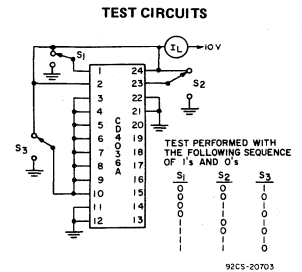 TEST CIRCUITS
IL
10V
S1
S2
S3
CD4036A
1 24
2 23
3 22
4 21
5 20
6 19
7 18
8 17
9 16
10 15
11 14
12 13
TEST PERFORMED WITH
THE FOLLOWING SEQUENCE
OF 1's AND 0's
S1 S2 S3
0 0 0
0 0 1
0 1 0
0 1 1
1 0 0
1 0 1
1 1 0
1 1 1
92CS-20703